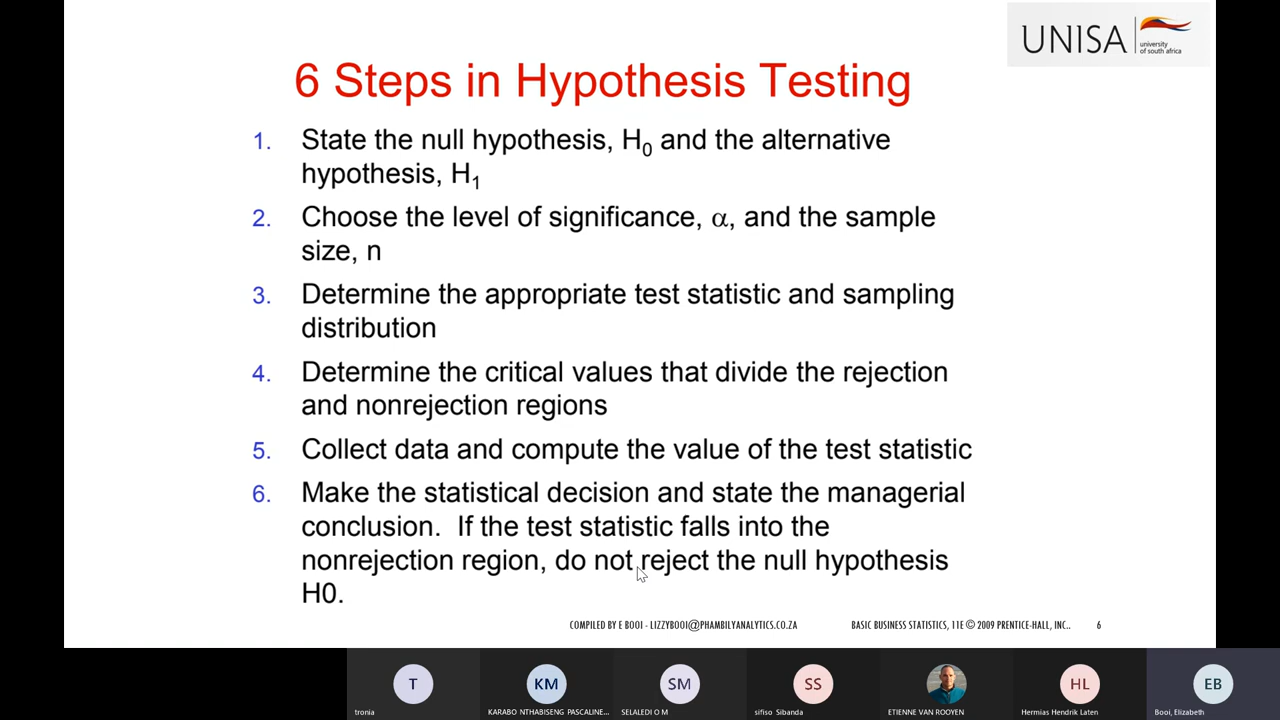 UNISA
university
of south africa
6 Steps in Hypothesis Testing
1. State the null hypothesis, H₀ and the alternative
hypothesis, H₁
2. Choose the level of significance, α, and the sample
size, n
3. Determine the appropriate test statistic and sampling
distribution
4. Determine the critical values that divide the rejection
and nonrejection regions
5. Collect data and compute the value of the test statistic
6. Make the statistical decision and state the managerial
conclusion. If the test statistic falls into the
nonrejection region, do not reject the null hypothesis
H0.
COMPILED BY E BOOI - LIZZYBOOI@PHAMBILYANALYTICS.CO.ZA
BASIC BUSINESS STATISTICS, 11E © 2009 PRENTICE-HALL, INC..
6
T
KM
SM
SS
HL
EB
tronia
KARABO NTHABISENG PASCALINE...
SELALEDI O M
sifiso Sibanda
ETIENNE VAN ROOYEN
Hermias Hendrik Laten
Booi, Elizabeth